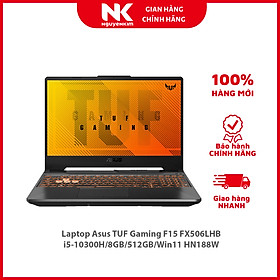 NK
NGUYENKIM
GIAN HÀNG
CHÍNH HÃNG
TUF
GAMING
100%
HÀNG MỚI
Bảo hành
CHÍNH HÃNG
Giao hàng
NHANH
Laptop Asus TUF Gaming F15 FX506LHB
i5-10300H/8GB/512GB/Win11 HN188W